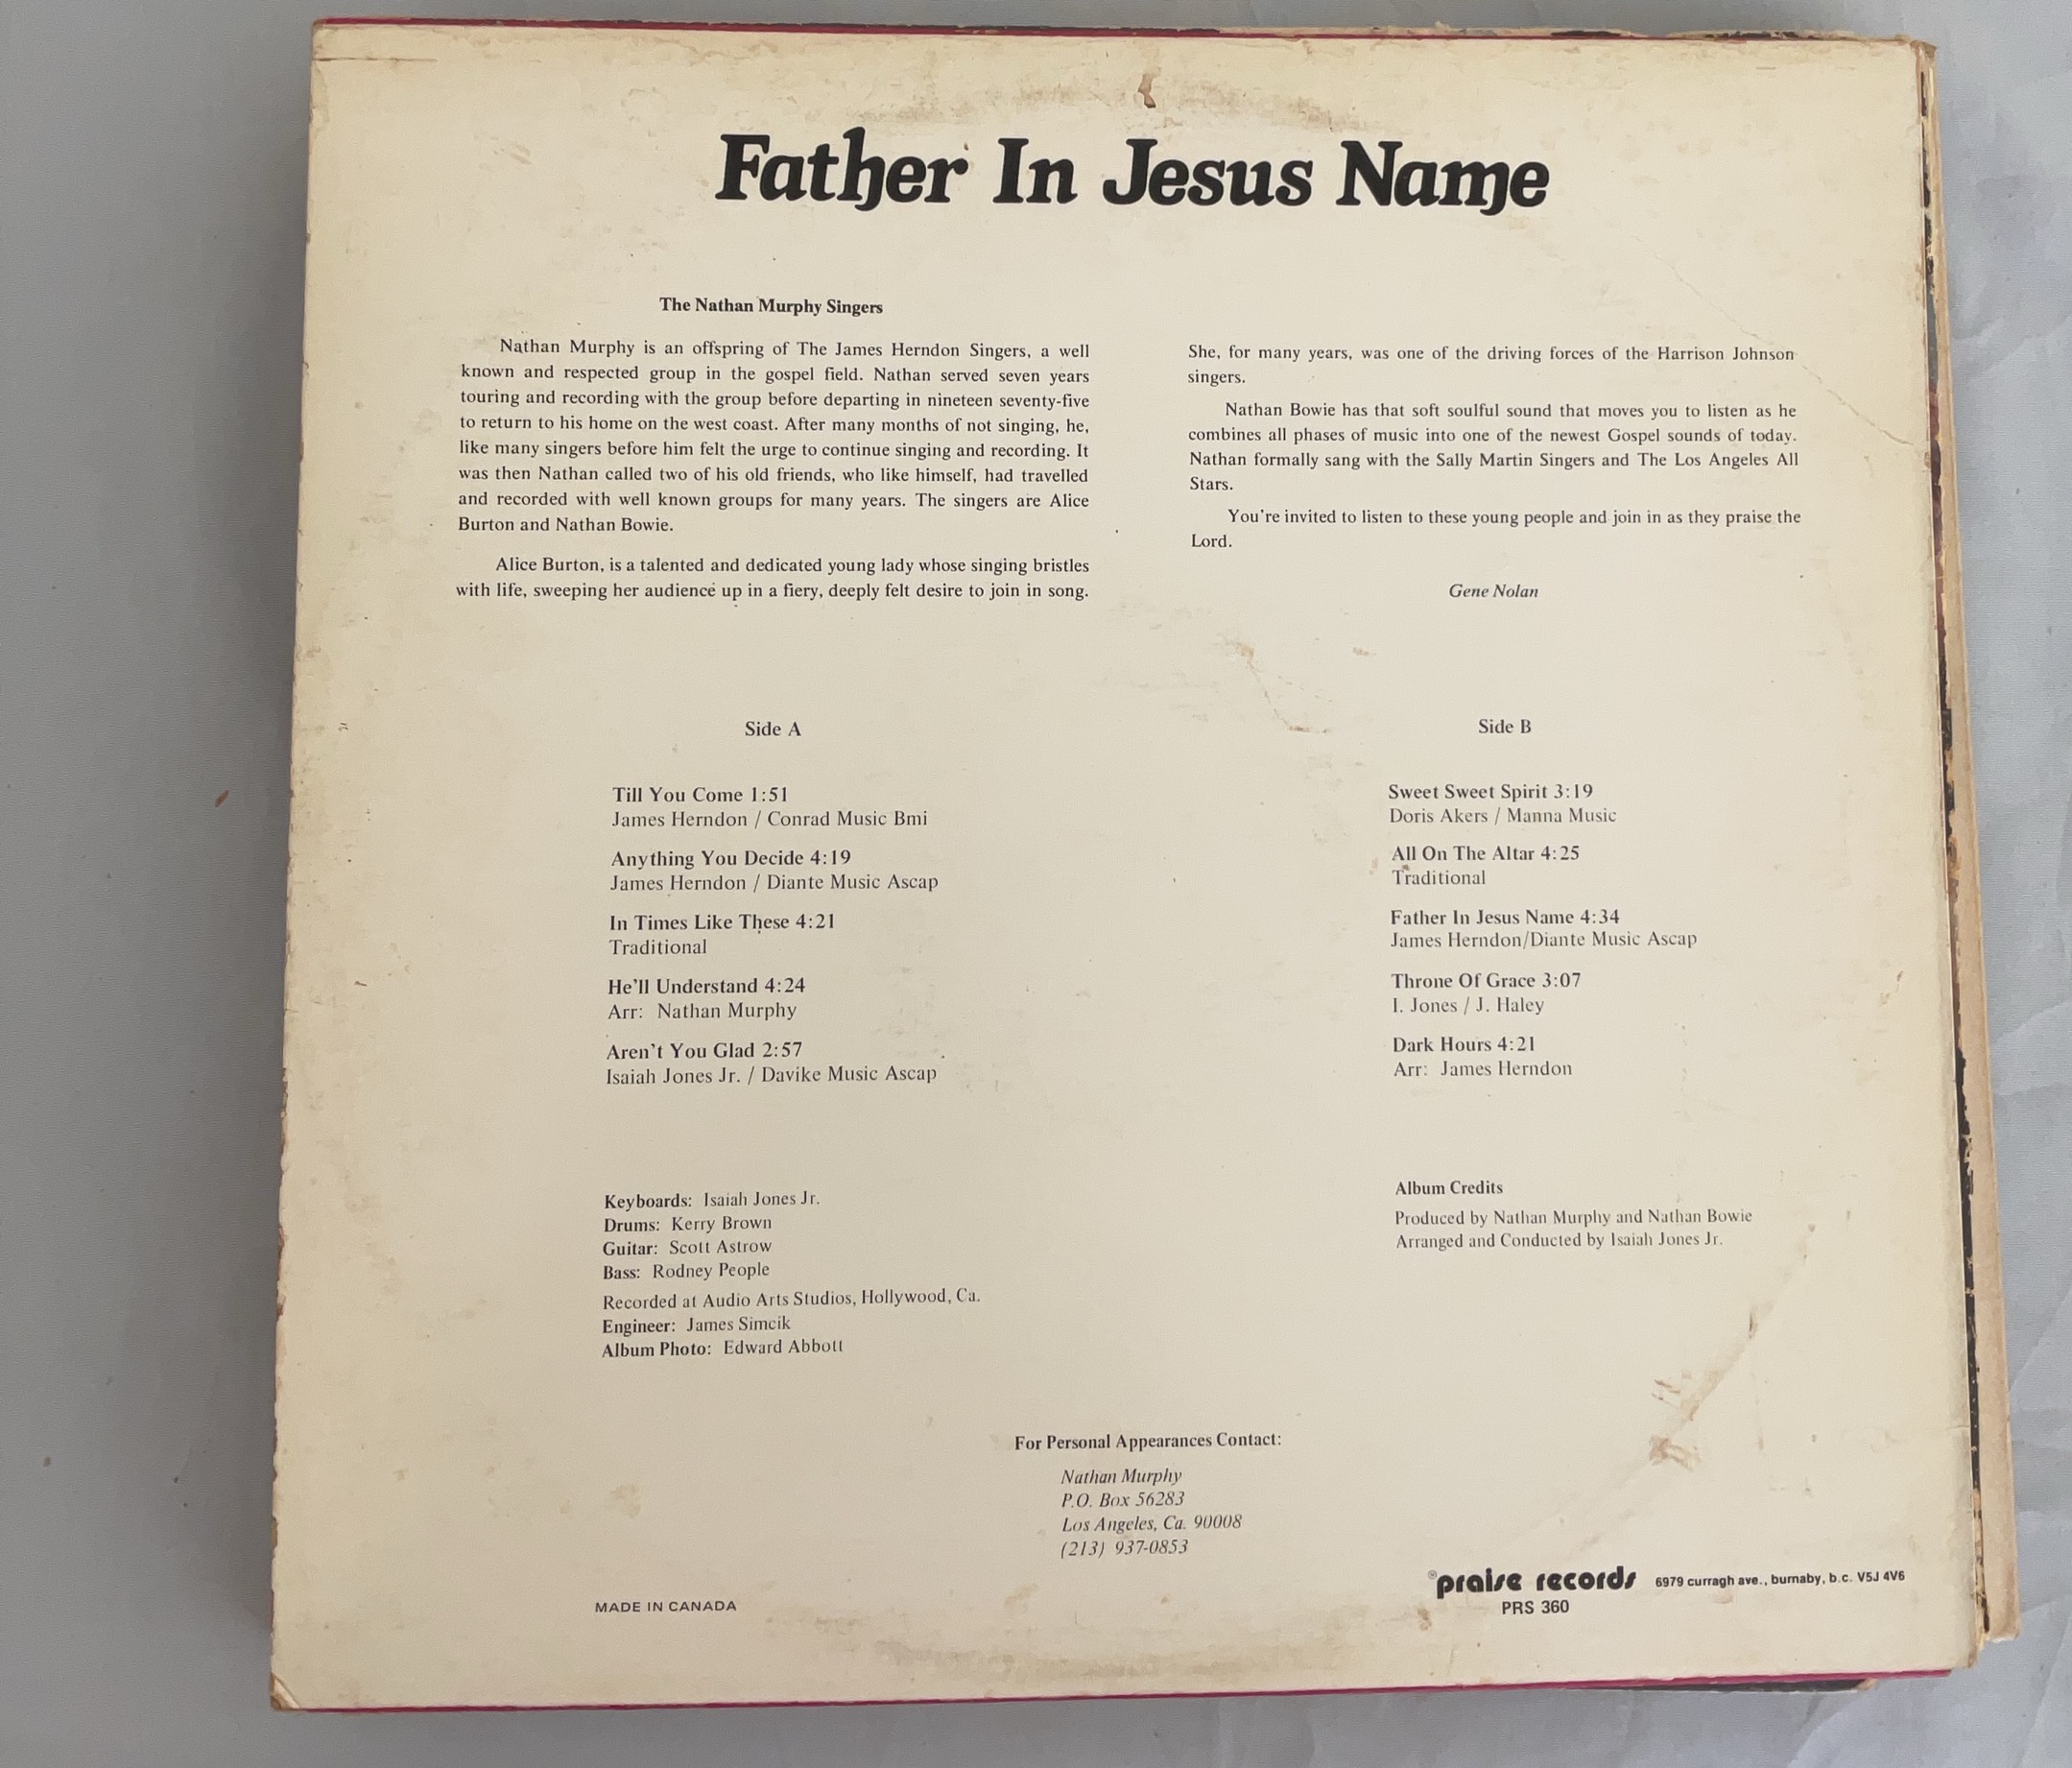 Father In Jesus Name
The Nathan Murphy Singers
Nathan Murphy is an offspring of The James Herndon Singers, a well
known and respected group in the gospel field. Nathan served seven years
touring and recording with the group before departing in nineteen seventy-five
to return to his home on the west coast. After many months of not singing, he,
like many singers before him felt the urge to continue singing and recording. It
was then Nathan called two of his old friends, who like himself, had travelled
and recorded with well known groups for many years. The singers are Alice
Burton and Nathan Bowie.
Alice Burton, is a talented and dedicated young lady whose singing bristles
with life, sweeping her audience up in a fiery, deeply felt desire to join in song.
She, for many years, was one of the driving forces of the Harrison Johnson
singers.
Nathan Bowie has that soft soulful sound that moves you to listen as he
combines all phases of music into one of the newest Gospel sounds of today.
Nathan formally sang with the Sally Martin Singers and The Los Angeles All
Stars.
You're invited to listen to these young people and join in as they praise the
Lord.
Gene Nolan
Side A
Till You Come 1:51
James Herndon / Conrad Music Bmi
Anything You Decide 4:19
James Herndon / Diante Music Ascap
In Times Like These 4:21
Traditional
He'll Understand 4:24
Arr: Nathan Murphy
Aren't You Glad 2:57
Isaiah Jones Jr. / Davike Music Ascap
Side B
Sweet Sweet Spirit 3:19
Doris Akers / Manna Music
All On The Altar 4:25
Traditional
Father In Jesus Name 4:34
James Herndon/Diante Music Ascap
Throne Of Grace 3:07
I. Jones / J. Haley
Dark Hours 4:21
Arr: James Herndon
Keyboards: Isaiah Jones Jr.
Drums: Kerry Brown
Guitar: Scott Astrow
Bass: Rodney People
Recorded at Audio Arts Studios, Hollywood, Ca.
Engineer: James Simcik
Album Photo: Edward Abbott
Album Credits
Produced by Nathan Murphy and Nathan Bowie
Arranged and Conducted by Isaiah Jones Jr.
For Personal Appearances Contact:
Nathan Murphy
P.O. Box 56283
Los Angeles, Ca. 90008
(213) 937-0853
MADE IN CANADA
®praise records 6979 curragh ave., burnaby, b.c. V5J 4V6
PRS 360